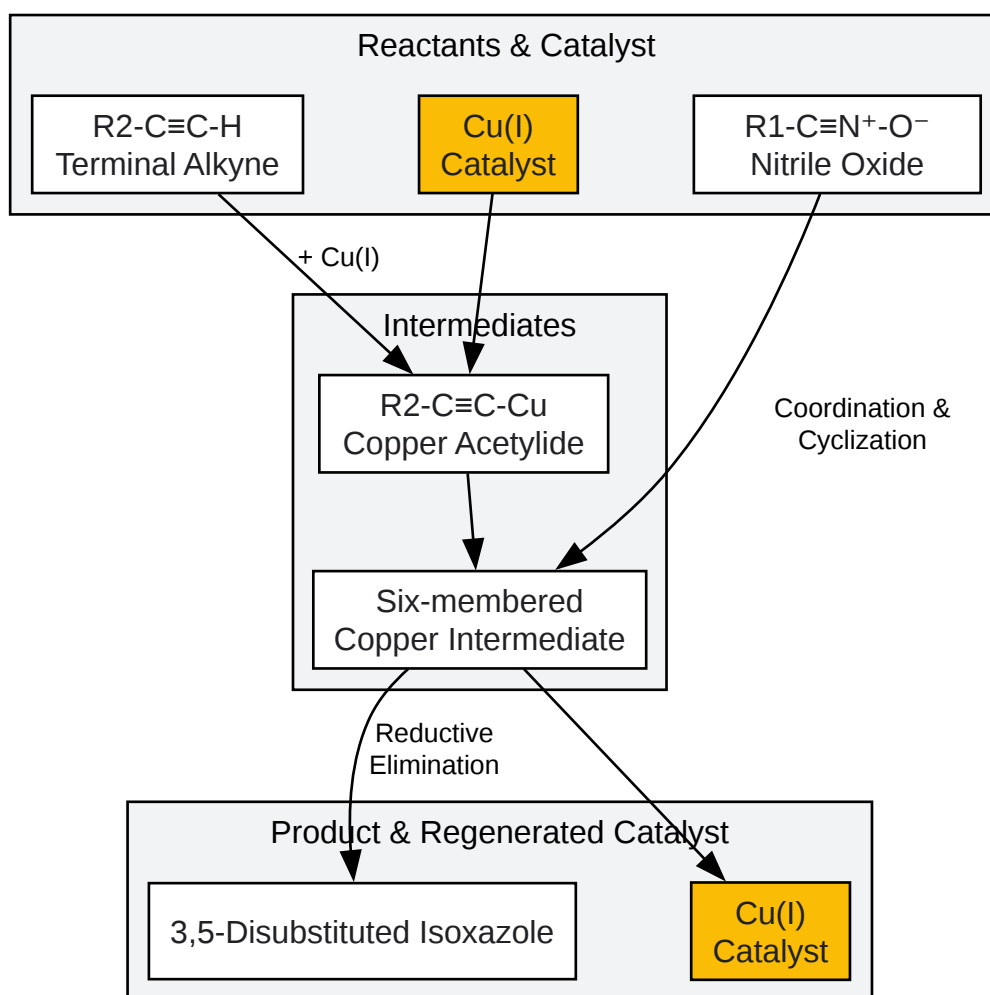 Reactants & Catalyst
R2-C≡C-H
Terminal Alkyne
Cu(I)
Catalyst
R1-C≡N⁺-O⁻
Nitrile Oxide
+ Cu(I)
Intermediates
R2-C≡C-Cu
Copper Acetylide
Coordination &
Cyclization
Six-membered
Copper Intermediate
Reductive
Elimination
Product & Regenerated Catalyst
3,5-Disubstituted Isoxazole
Cu(I)
Catalyst